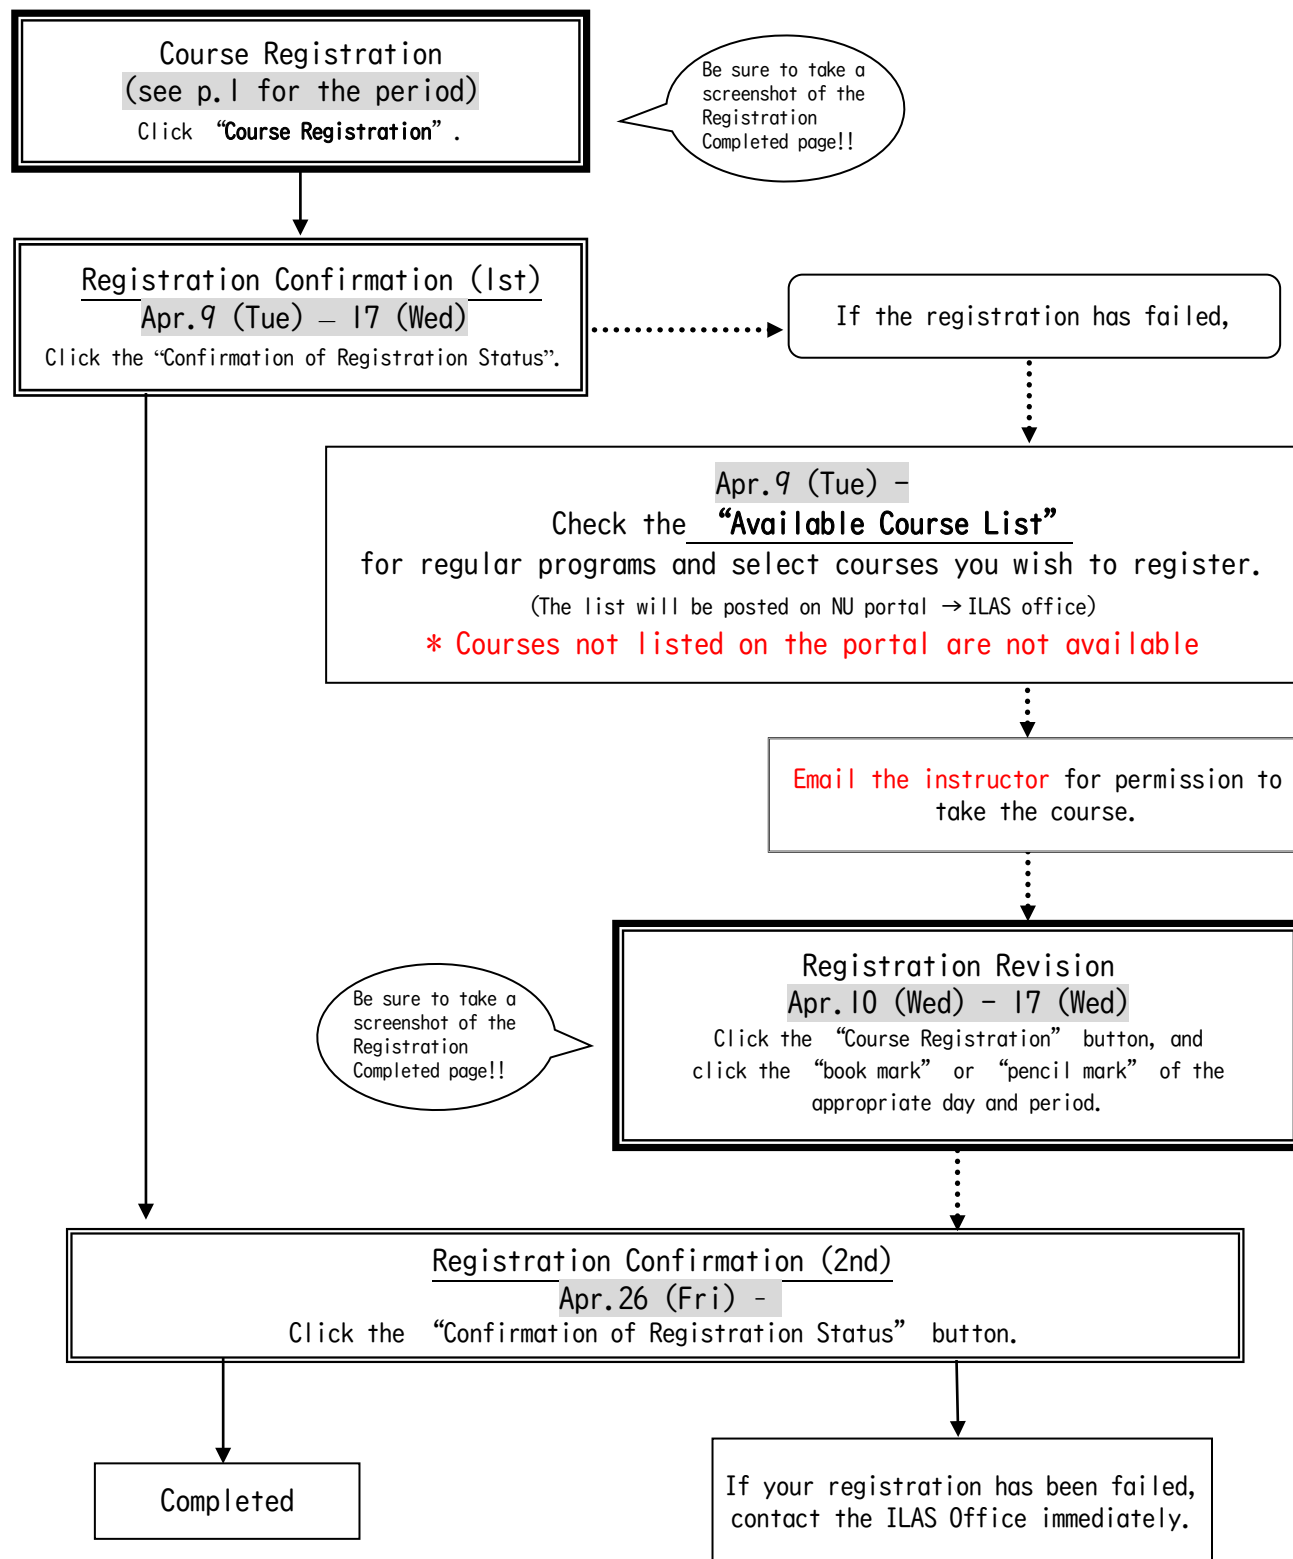 Course Registration
(see p.1 for the period)
Click “Course Registration”.
Be sure to take a
screenshot of the
Registration
Completed page!!
Registration Confirmation (1st)
Apr.9 (Tue) – 17 (Wed)
Click the “Confirmation of Registration Status”.
If the registration has failed,
Apr.9 (Tue) –
Check the “Available Course List”
for regular programs and select courses you wish to register.
(The list will be posted on NU portal → ILAS office)
* Courses not listed on the portal are not available
Email the instructor for permission to
take the course.
Registration Revision
Apr.10 (Wed) – 17 (Wed)
Click the “Course Registration” button, and
click the “book mark” or “pencil mark” of the
appropriate day and period.
Be sure to take a
screenshot of the
Registration
Completed page!!
Registration Confirmation (2nd)
Apr.26 (Fri) -
Click the “Confirmation of Registration Status” button.
Completed
If your registration has been failed,
contact the ILAS Office immediately.